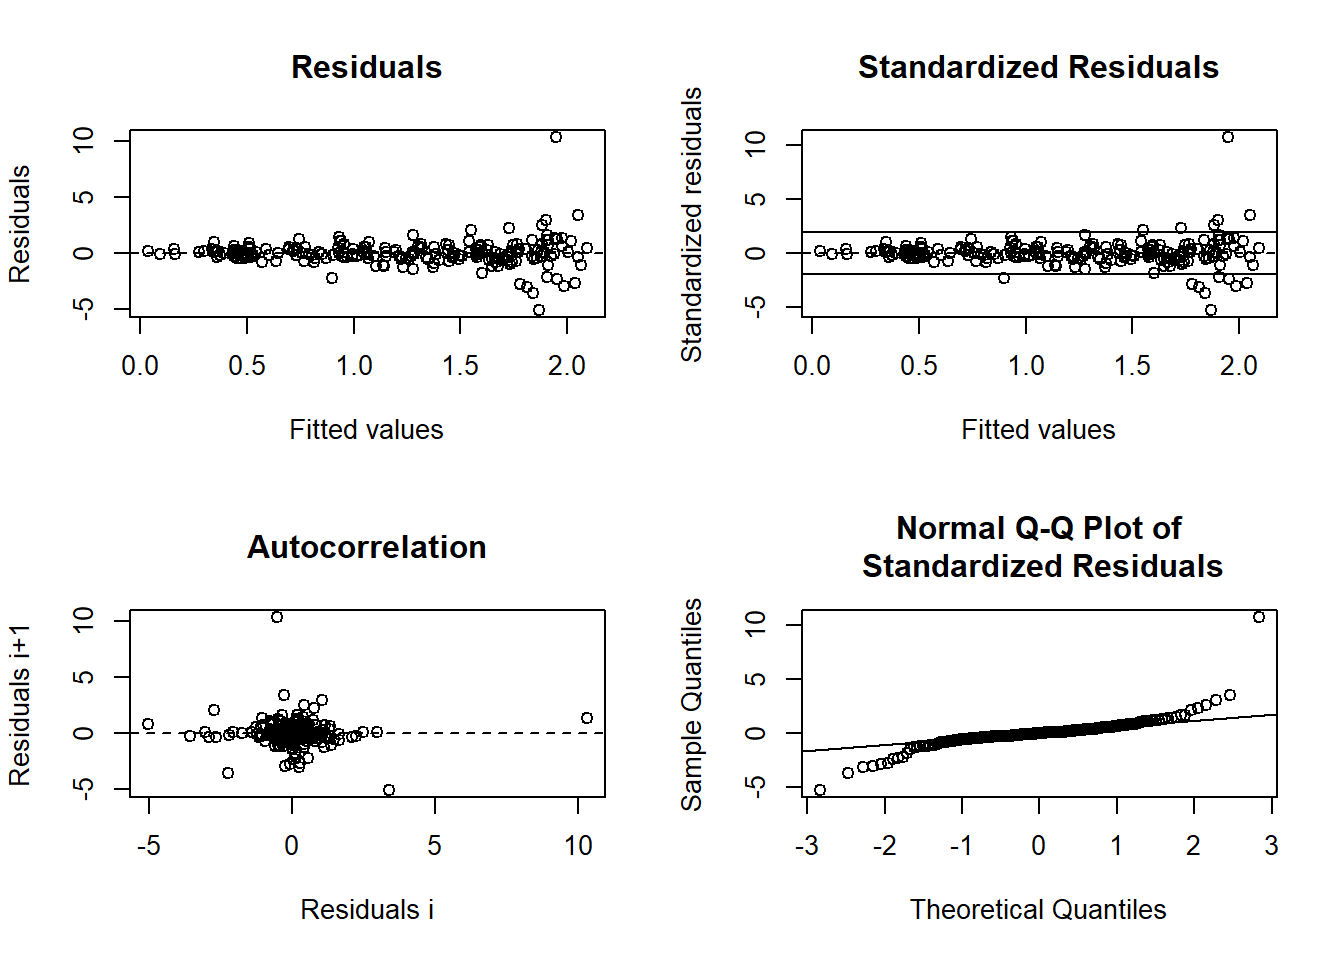 Residuals
Residuals
10
5
0
-5
0.0 0.5 1.0 1.5 2.0
Fitted values
Standardized Residuals
Standardized residuals
10
5
0
-5
0.0 0.5 1.0 1.5 2.0
Fitted values
Autocorrelation
Residuals i+1
10
5
0
-5
-5 0 5 10
Residuals i
Normal Q-Q Plot of
Standardized Residuals
Sample Quantiles
10
5
0
-5
-3 -2 -1 0 1 2 3
Theoretical Quantiles